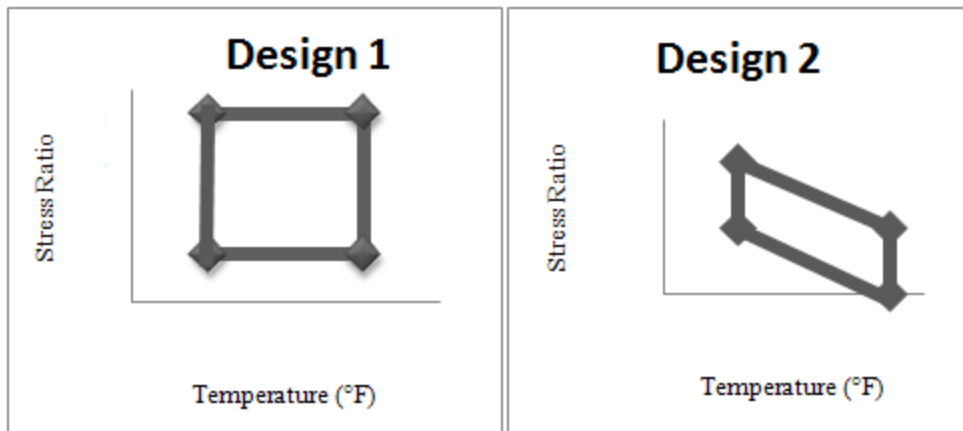 Design 1
Stress Ratio
Temperature (°F)
Design 2
Stress Ratio
Temperature (°F)